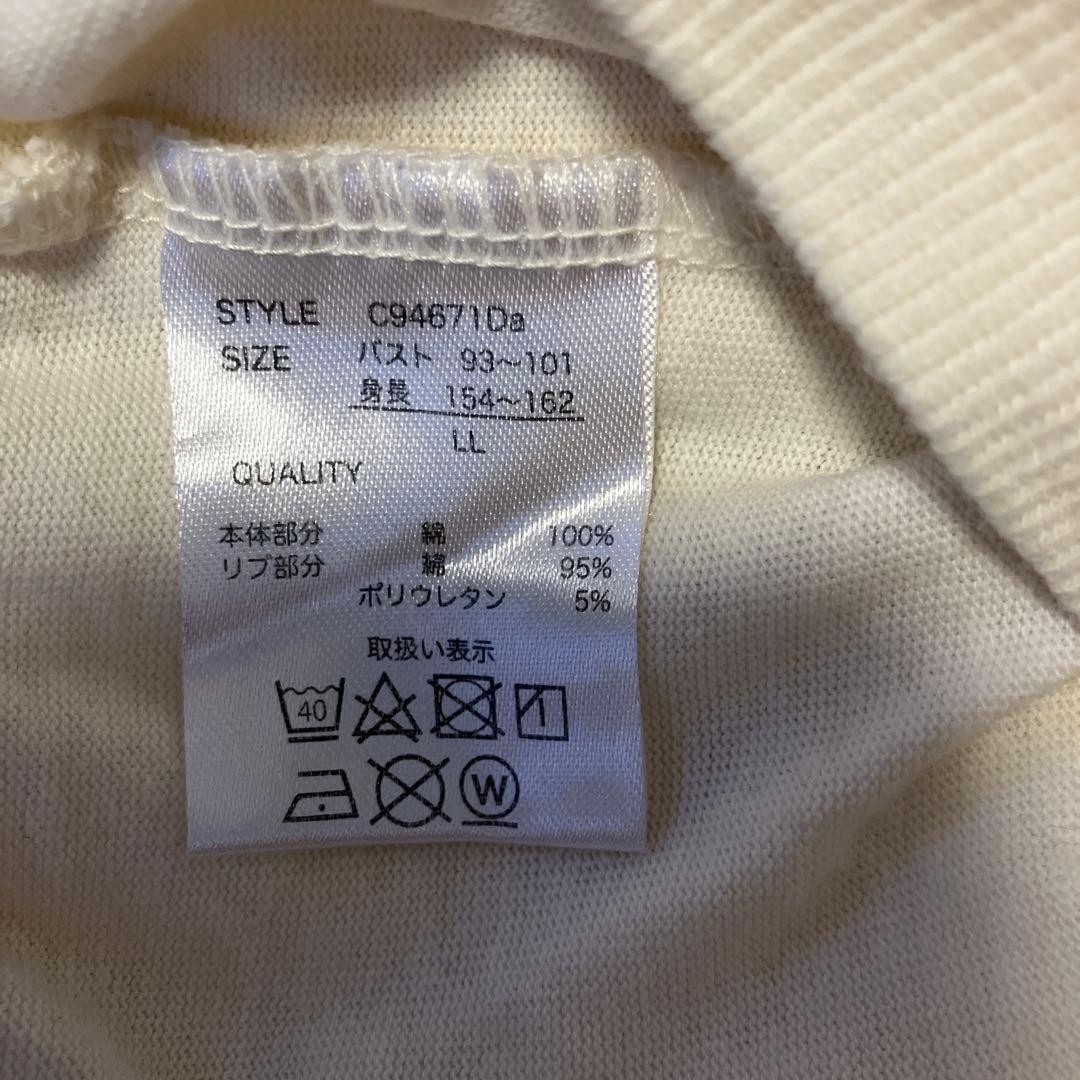 STYLE C94671Da
SIZE バスト 93~101
身長 154~162
LL
QUALITY
本体部分 綿 100%
リブ部分 綿 95%
ポリウレタン 5%
取扱い表示
40
W